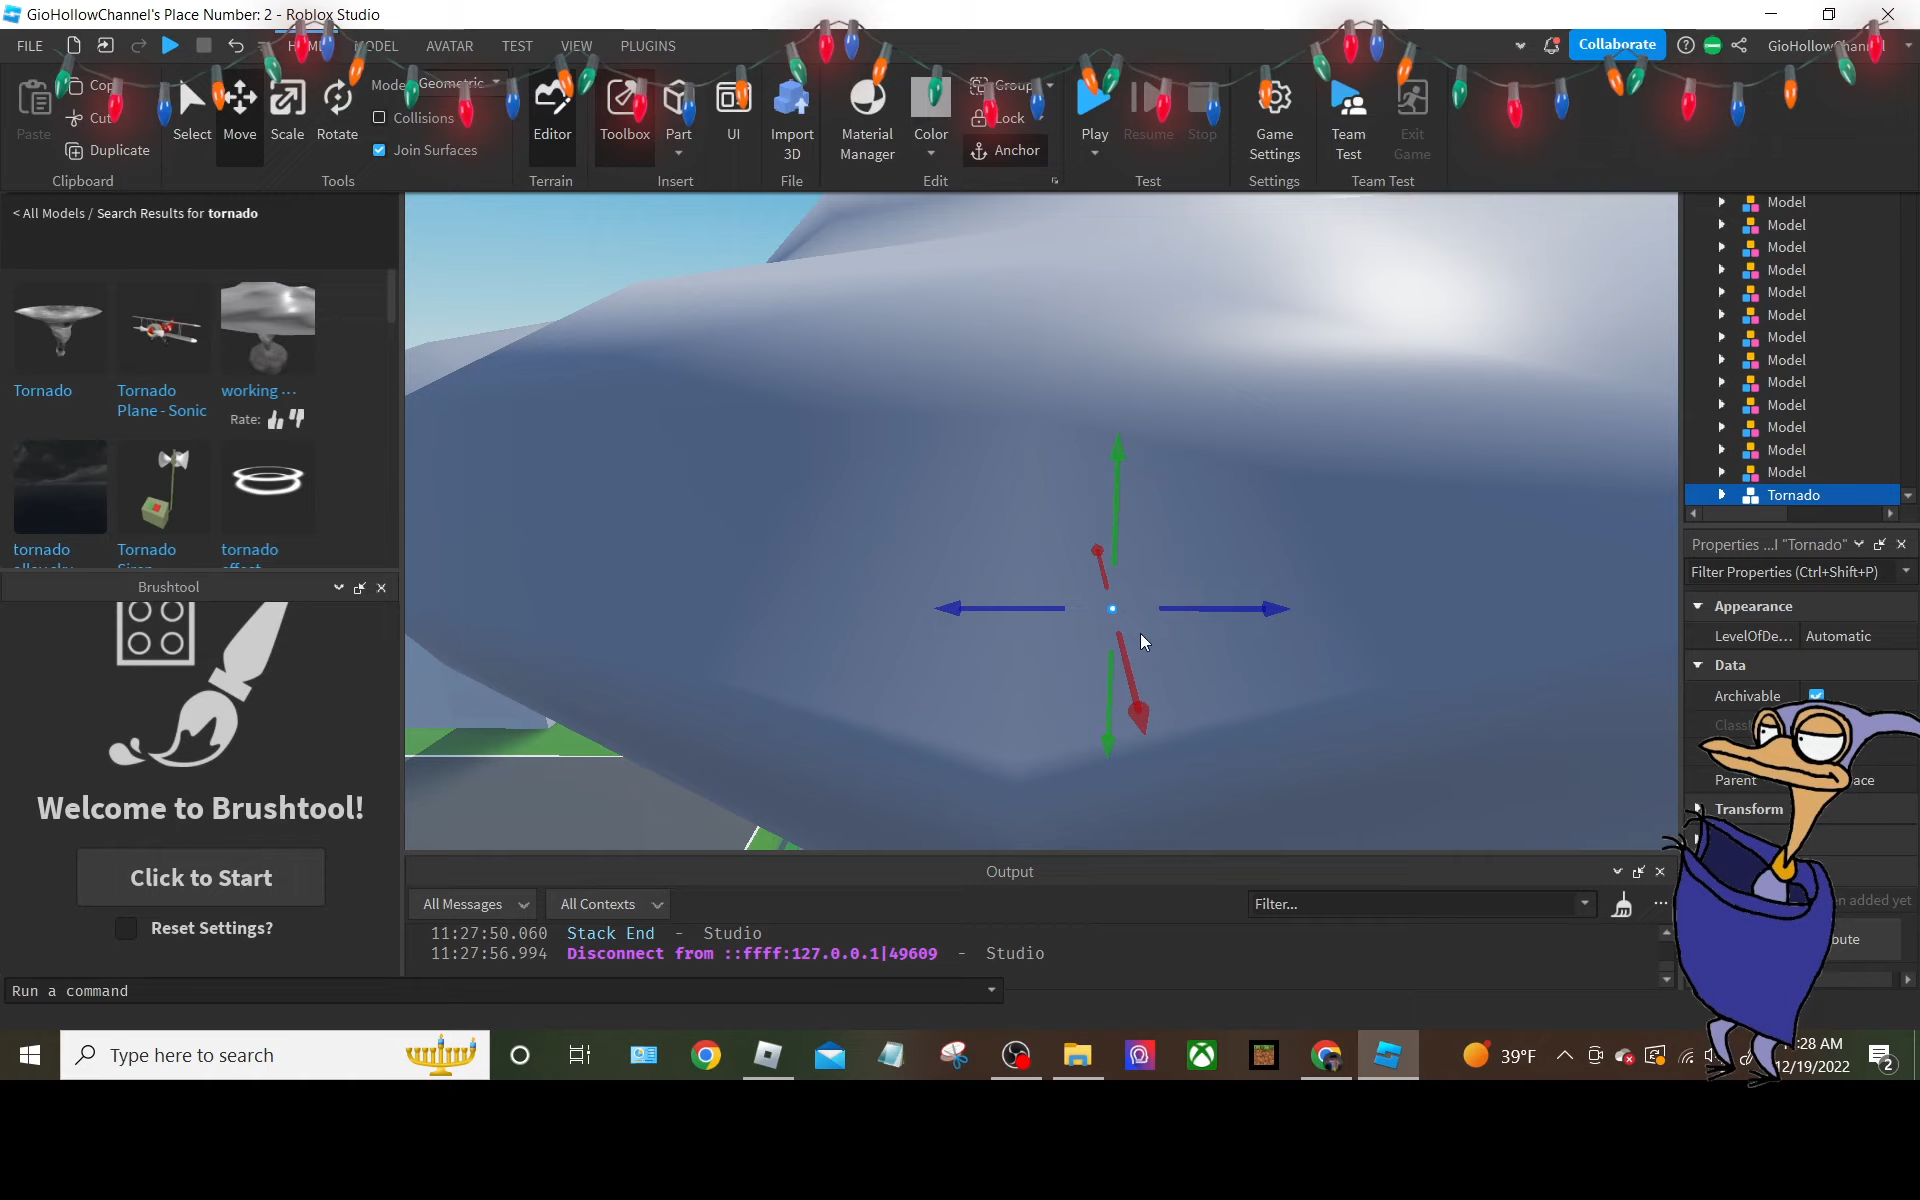 GioHollowChannel's Place Number: 2 - Roblox Studio
FILE
HOME
MODEL
AVATAR
TEST
VIEW
PLUGINS
Collaborate
Paste
Cut
Duplicate
Clipboard
Select
Move
Scale
Rotate
Mode:
Geometric
Collisions
Join Surfaces
Tools
Editor
Terrain
Toolbox
Part
UI
Insert
Import
3D
File
Material
Manager
Color
Group
Lock
Anchor
Edit
Play
Resume
Stop
Test
Game
Settings
Settings
Team
Test
Exit
Game
Team Test
< All Models / Search Results for tornado
Tornado
Tornado
Plane - Sonic
working ...
Rate:
tornado
Tornado
tornado
Brushtool
Welcome to Brushtool!
Click to Start
Reset Settings?
Model
Model
Model
Model
Model
Model
Model
Model
Model
Model
Model
Model
Model
Tornado
Properties ...l "Tornado"
Filter Properties (Ctrl+Shift+P)
Appearance
LevelOfDe... Automatic
Data
Archivable
Parent
Transform
Output
All Messages
All Contexts
Filter...
11:27:50.060 Stack End - Studio
11:27:56.994 Disconnect from ::ffff:127.0.0.1|49609 - Studio
Run a command
Type here to search
39°F
:28 AM
12/19/2022
2